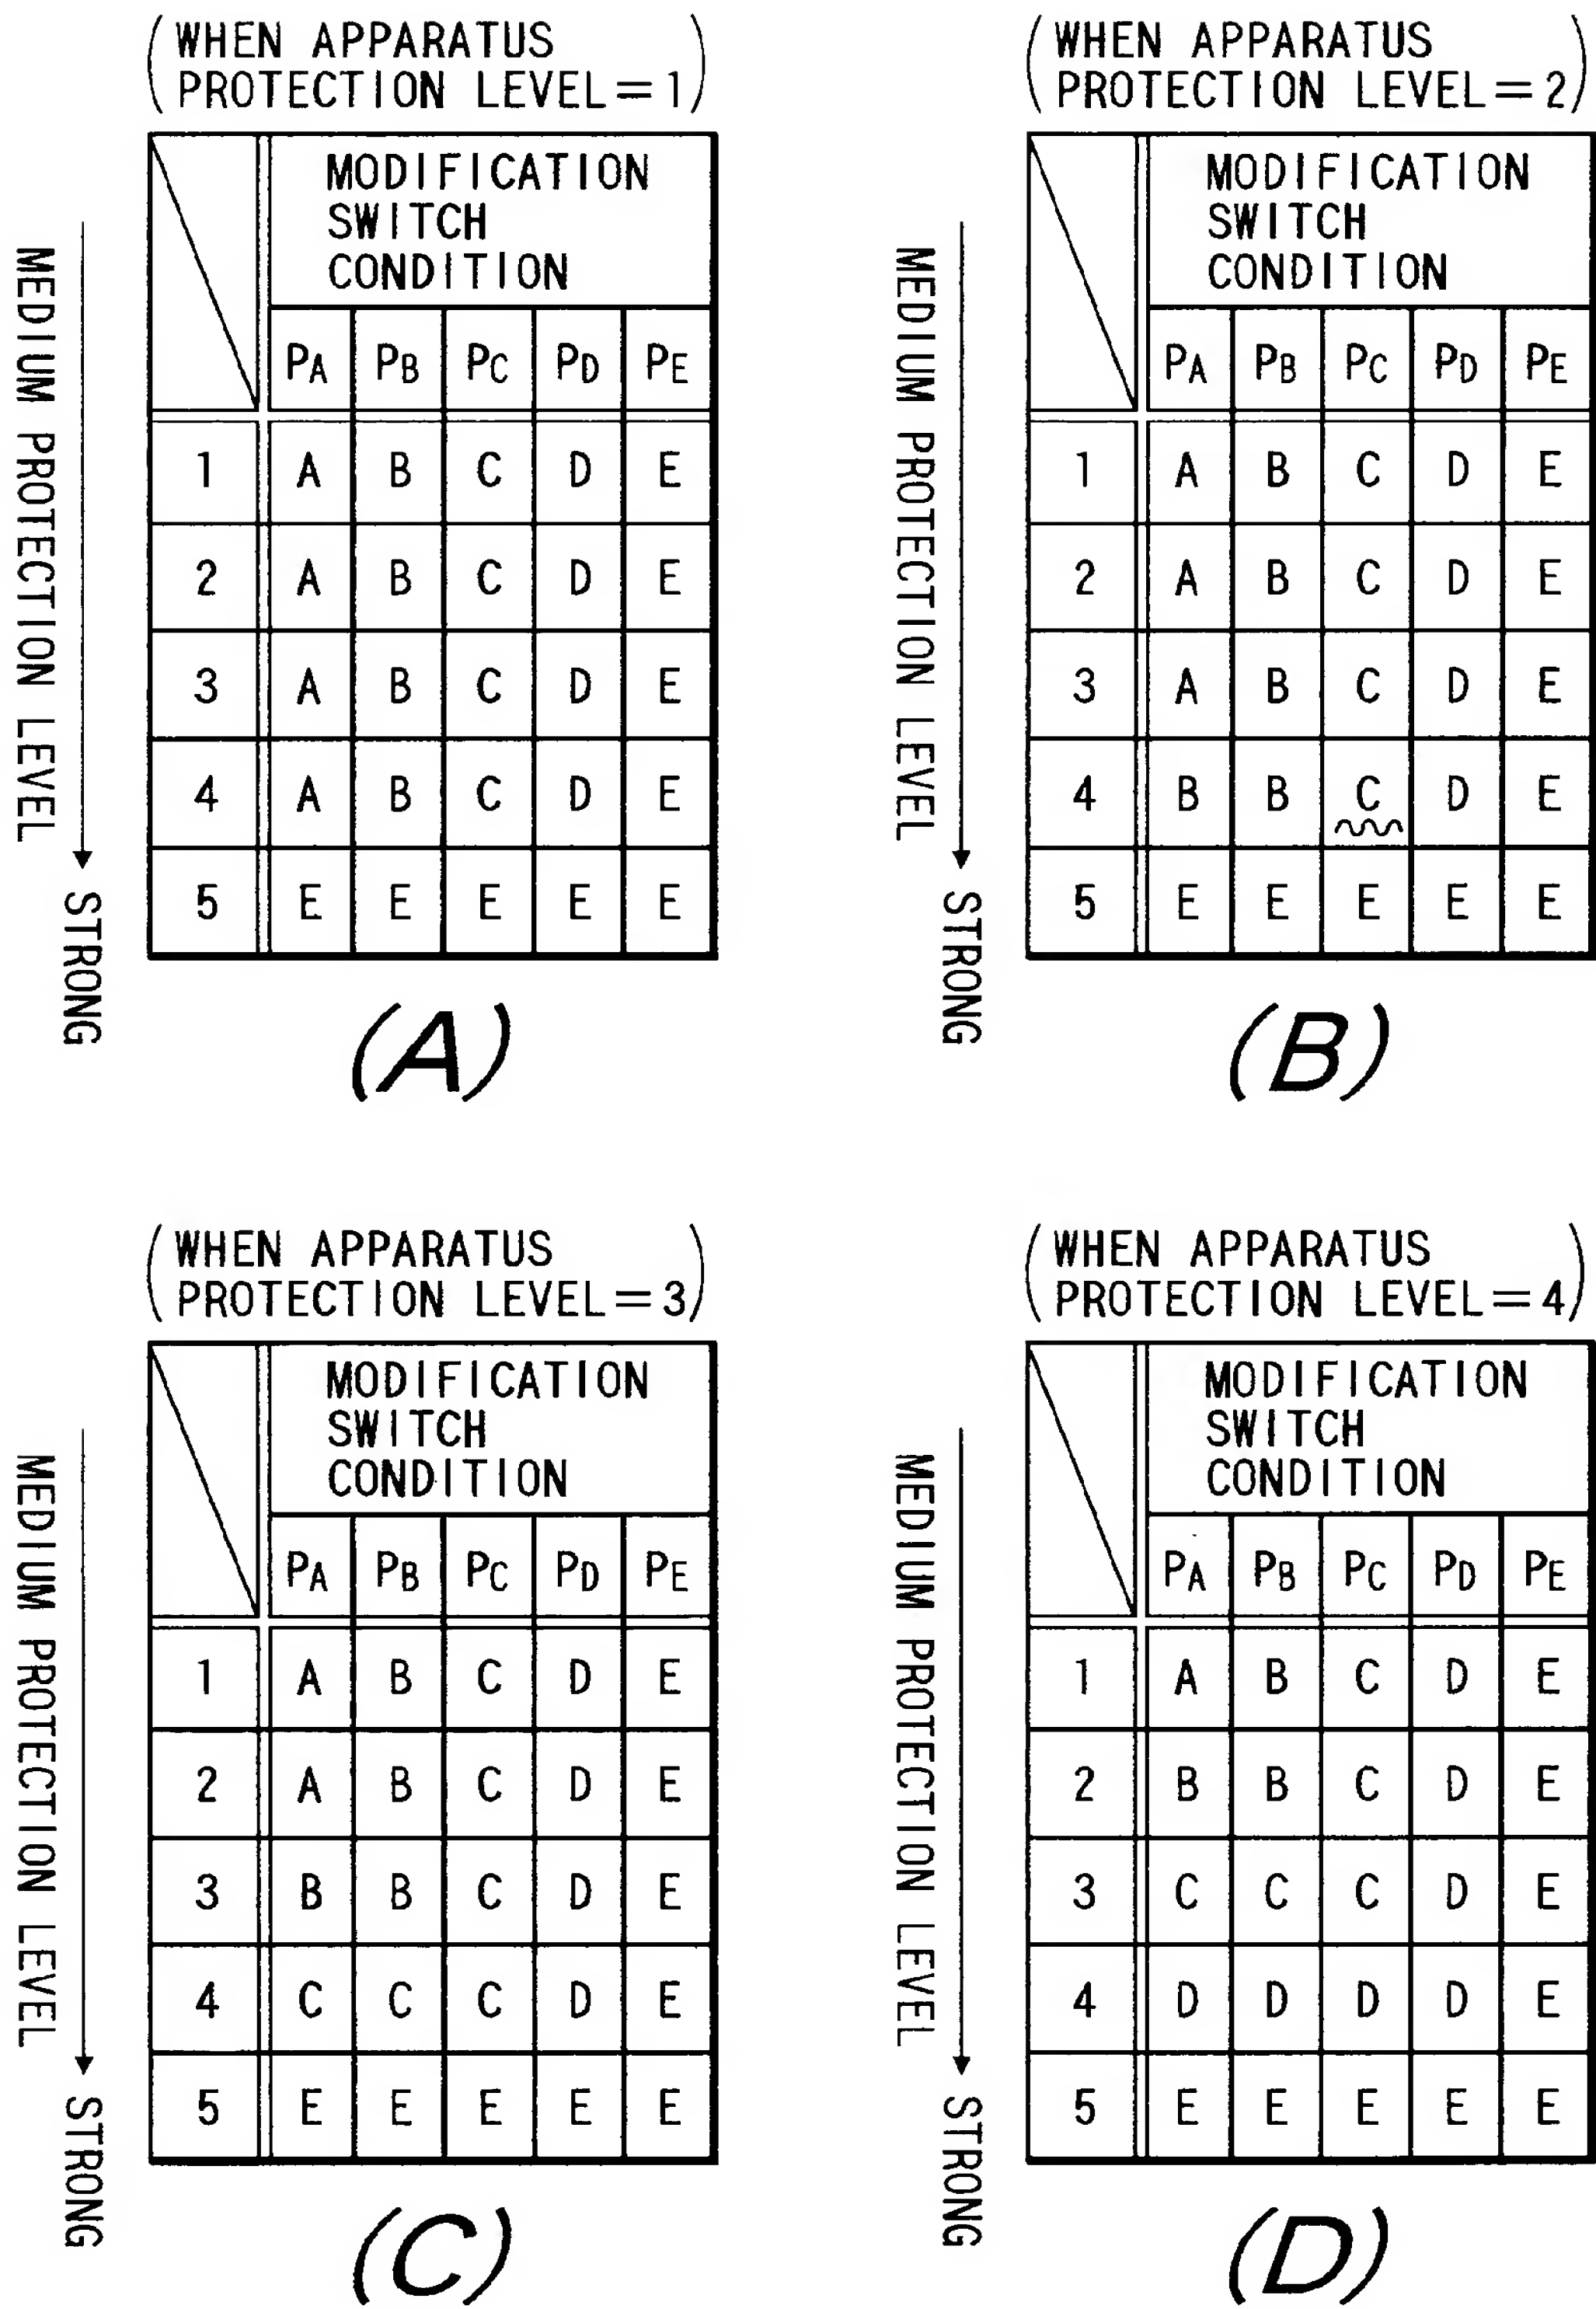 (WHEN APPARATUS
PROTECTION LEVEL=1)
MODIFICATION
SWITCH
CONDITION
PA PB PC PD PE
1 A B C D E
2 A B C D E
3 A B C D E
4 A B C D E
5 E E E E E
MEDIUM PROTECTION LEVEL
STRONG
(A)
(WHEN APPARATUS
PROTECTION LEVEL=2)
MODIFICATION
SWITCH
CONDITION
PA PB PC PD PE
1 A B C D E
2 A B C D E
3 A B C D E
4 B B C D E
5 E E E E E
MEDIUM PROTECTION LEVEL
STRONG
(B)
(WHEN APPARATUS
PROTECTION LEVEL=3)
MODIFICATION
SWITCH
CONDITION
PA PB PC PD PE
1 A B C D E
2 A B C D E
3 B B C D E
4 C C C D E
5 E E E E E
MEDIUM PROTECTION LEVEL
STRONG
(C)
(WHEN APPARATUS
PROTECTION LEVEL=4)
MODIFICATION
SWITCH
CONDITION
PA PB PC PD PE
1 A B C D E
2 B B C D E
3 C C C D E
4 D D D D E
5 E E E E E
MEDIUM PROTECTION LEVEL
STRONG
(D)